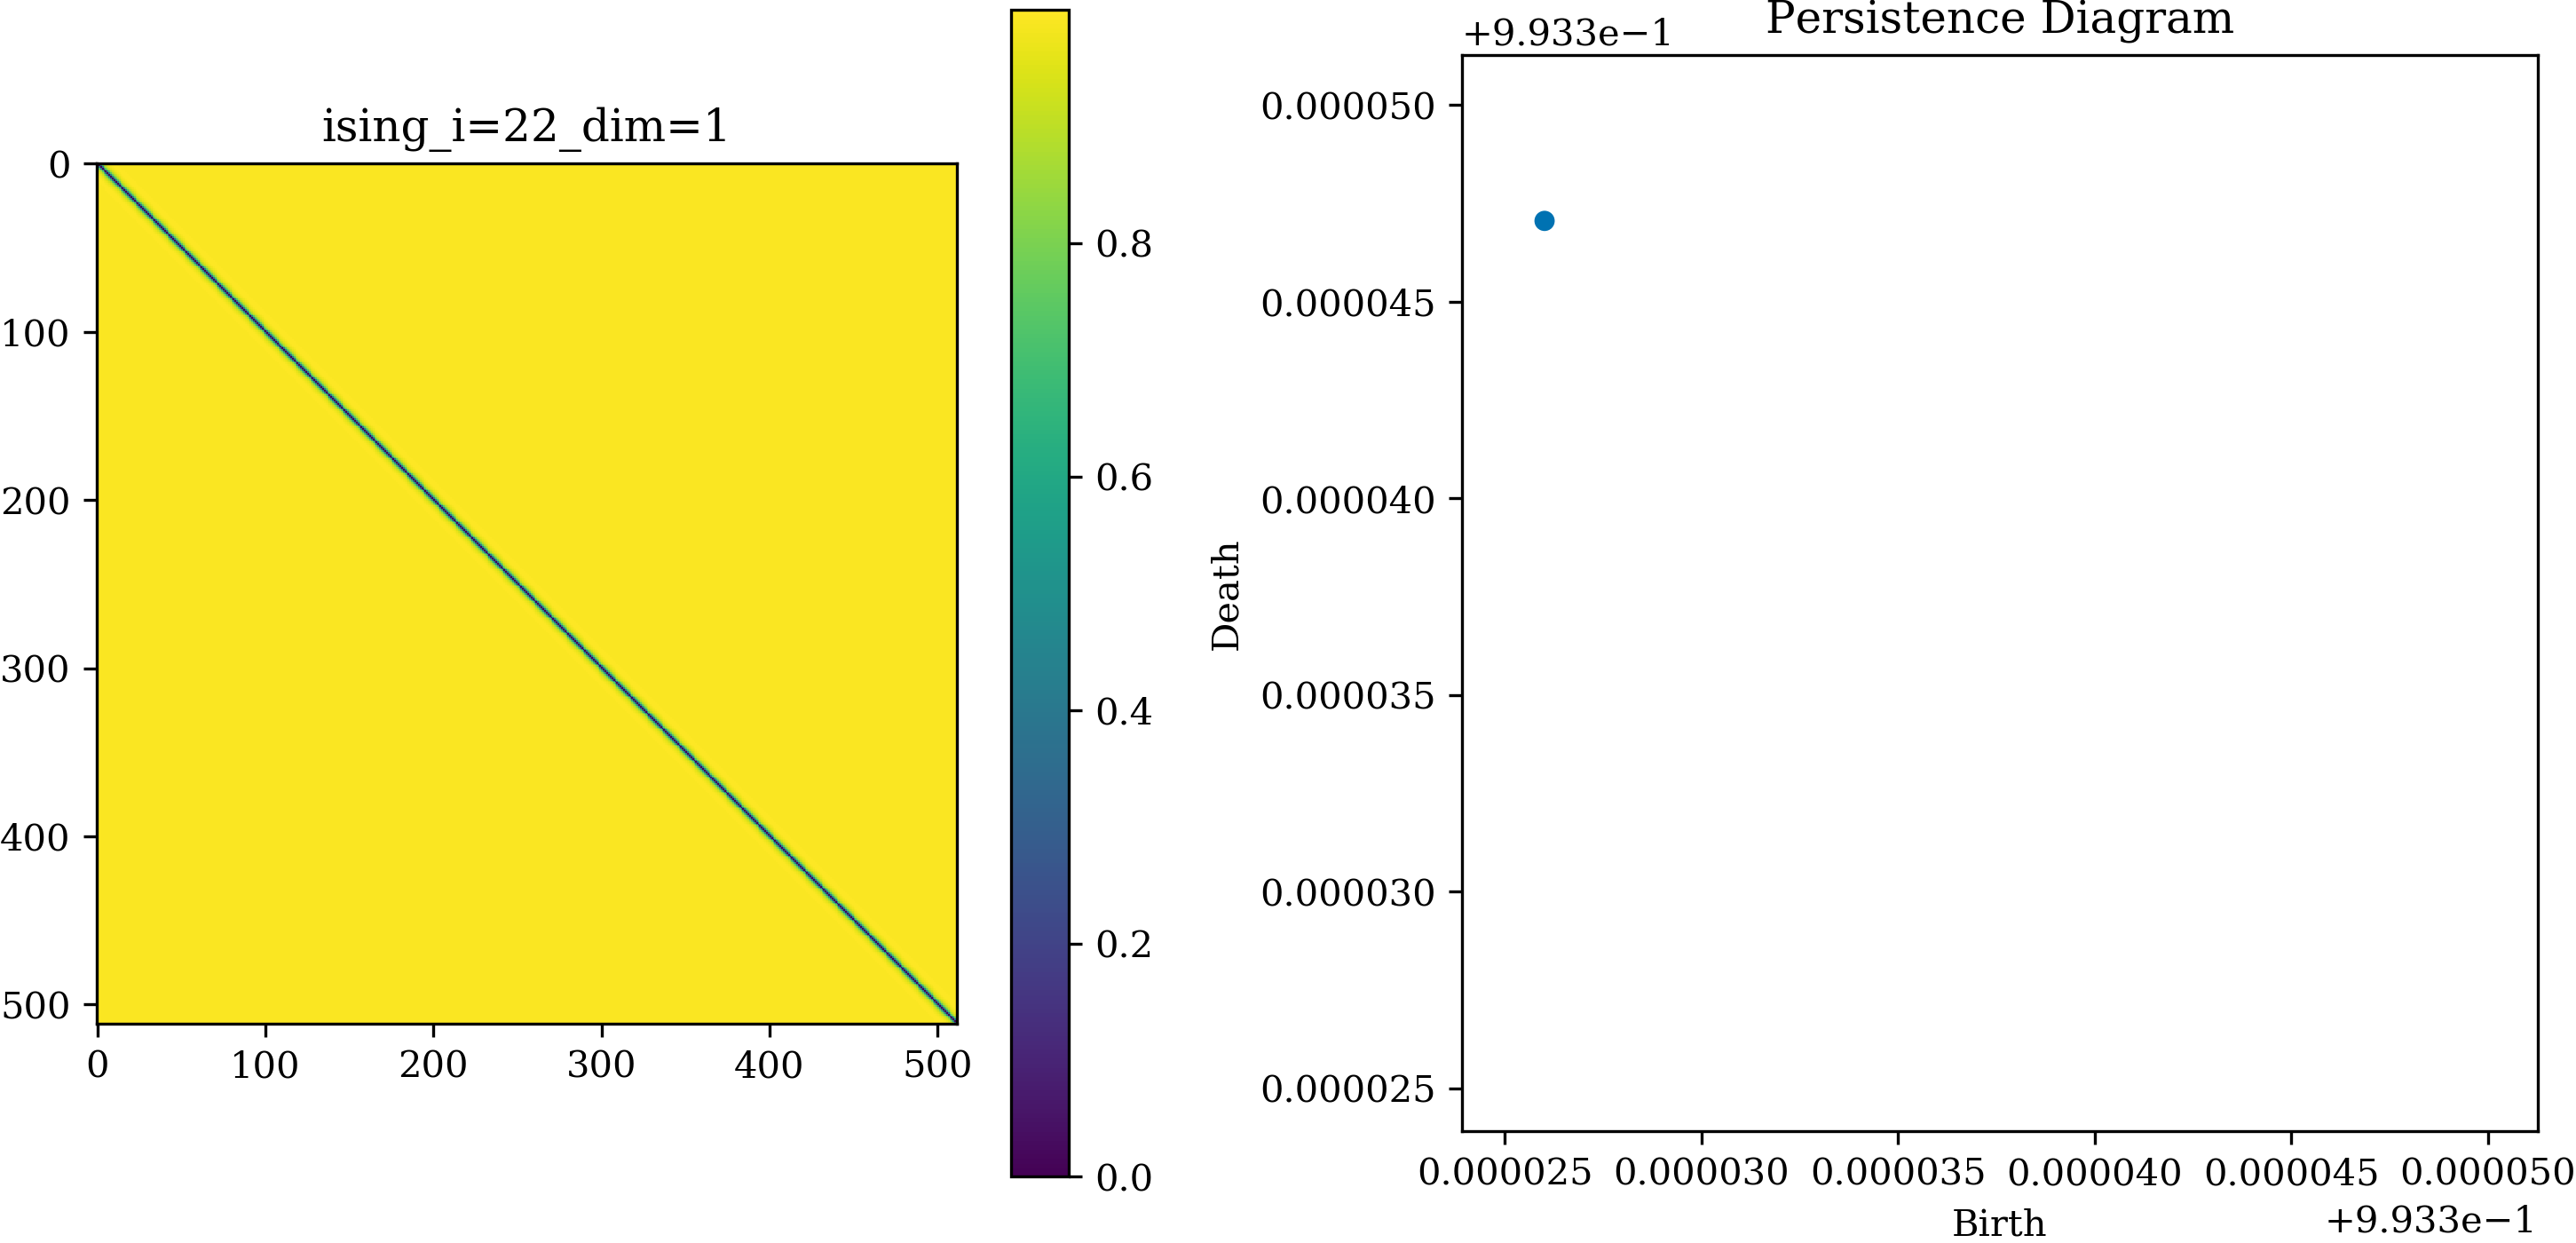 ising_i=22_dim=1
0
100
200
300
400
500
0 100 200 300 400 500
0.8
0.6
0.4
0.2
0.0
Persistence Diagram
+9.933e−1
0.000050
0.000045
0.000040
0.000035
0.000030
0.000025
Death
0.000025 0.000030 0.000035 0.000040 0.000045 0.000050
Birth
+9.933e−1